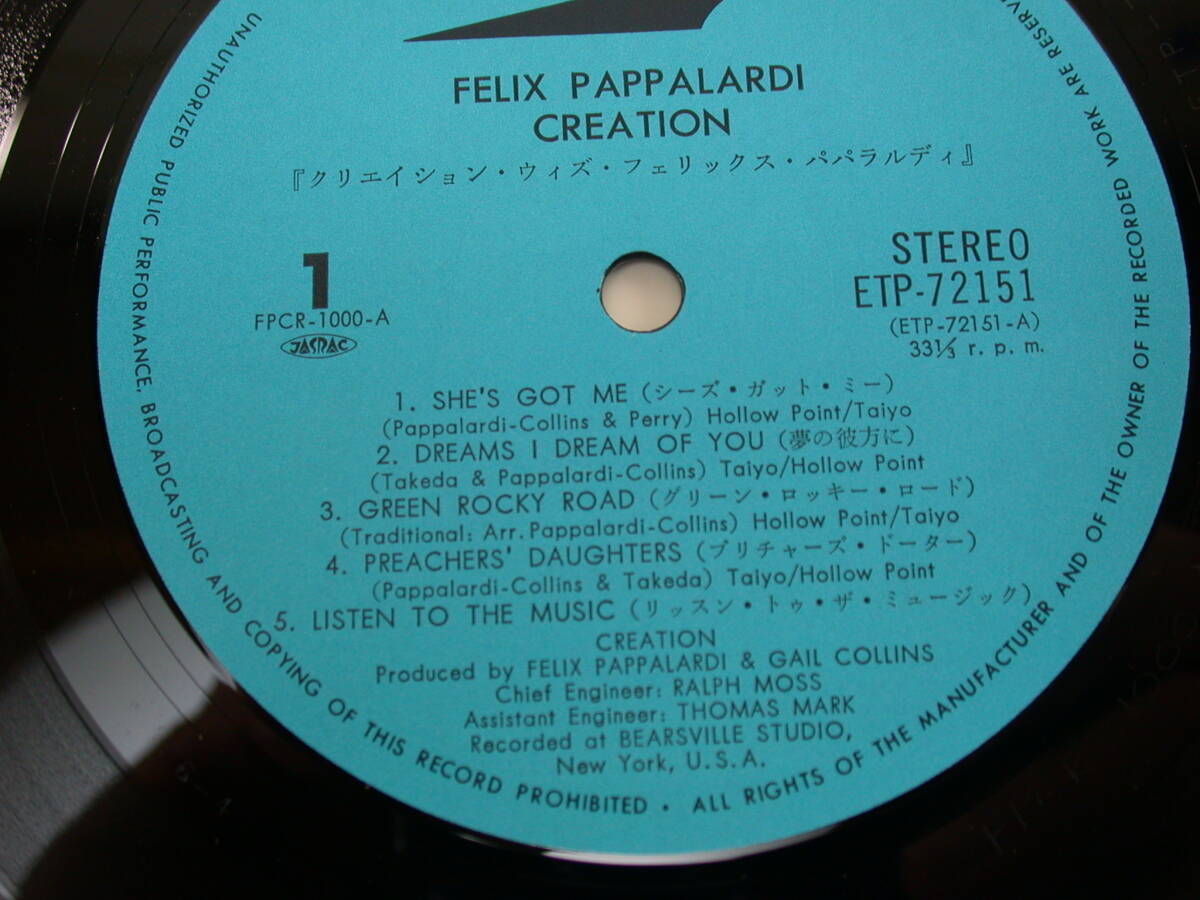 FELIX PAPPALARDI
CREATION
『クリエイション・ウィズ・フェリックス・パパラルディ』
1
FPCR-1000-A
JASRAC
STEREO
ETP-72151
(ETP-72151-A)
33 1/3 r. p. m.
1. SHE'S GOT ME (シーズ・ガット・ミー)
(Pappalardi-Collins & Perry) Hollow Point/Taiyo
2. DREAMS I DREAM OF YOU (夢の彼方に)
(Takeda & Pappalardi-Collins) Taiyo/Hollow Point
3. GREEN ROCKY ROAD (グリーン・ロッキー・ロード)
(Traditional: Arr. Pappalardi-Collins) Hollow Point/Taiyo
4. PREACHERS' DAUGHTERS (プリチャーズ・ドーター)
(Pappalardi-Collins & Takeda) Taiyo/Hollow Point
5. LISTEN TO THE MUSIC (リッスン・トゥ・ザ・ミュージック)
CREATION
Produced by FELIX PAPPALARDI & GAIL COLLINS
Chief Engineer: RALPH MOSS
Assistant Engineer: THOMAS MARK
Recorded at BEARSVILLE STUDIO,
New York, U.S.A.
UNAUTHORIZED PUBLIC PERFORMANCE, BROADCASTING AND COPYING OF THIS RECORD PROHIBITED • ALL RIGHTS OF THE MANUFACTURER AND OF THE OWNER OF THE RECORDED WORK ARE RESERV